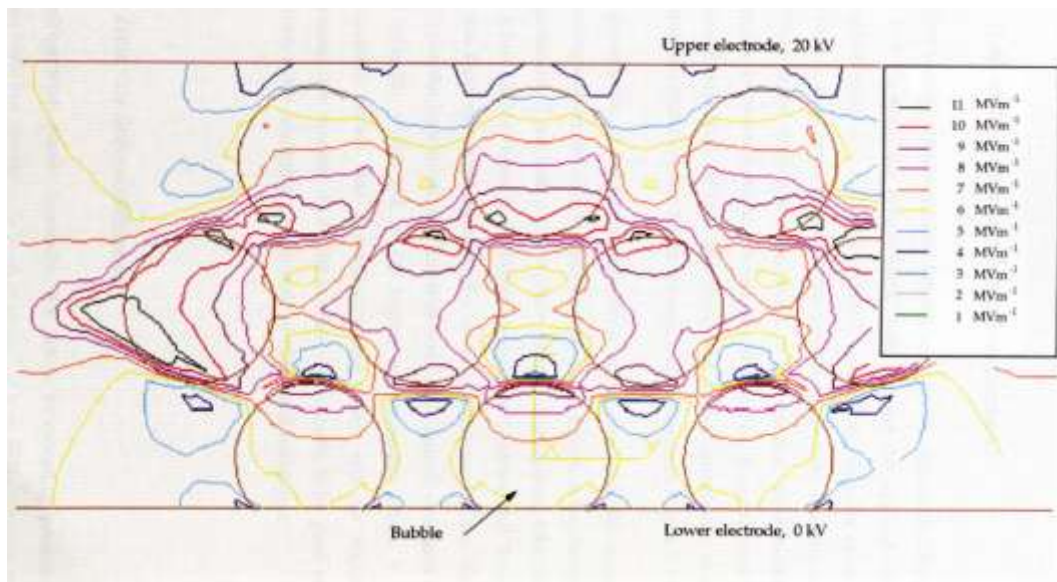 Upper electrode, 20 kV
11 MVm⁻¹
10 MVm⁻¹
9 MVm⁻¹
8 MVm⁻¹
7 MVm⁻¹
6 MVm⁻¹
5 MVm⁻¹
4 MVm⁻¹
3 MVm⁻¹
2 MVm⁻¹
1 MVm⁻¹
Bubble
Lower electrode, 0 kV